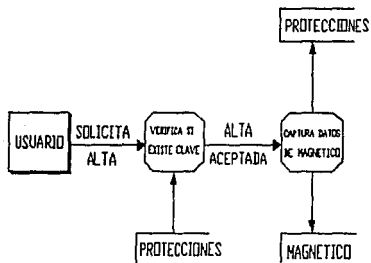 PROTECCIONES
USUARIO
SOLICITA
ALTA
VERIFICA SI
EXISTE CLAVE
ALTA
ACEPTADA
CAPTURA DATOS
DE MAGNETICO
PROTECCIONES
MAGNETICO